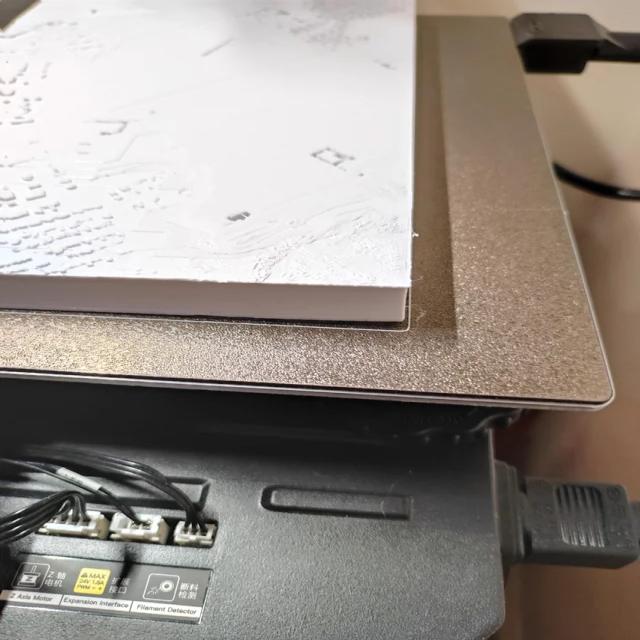 Z 轴
电机
Z Axis Motor
MAX
24V 1.5A
PWM - +
扩展
接口
Expansion Interface
断料
检测
Filament Detector